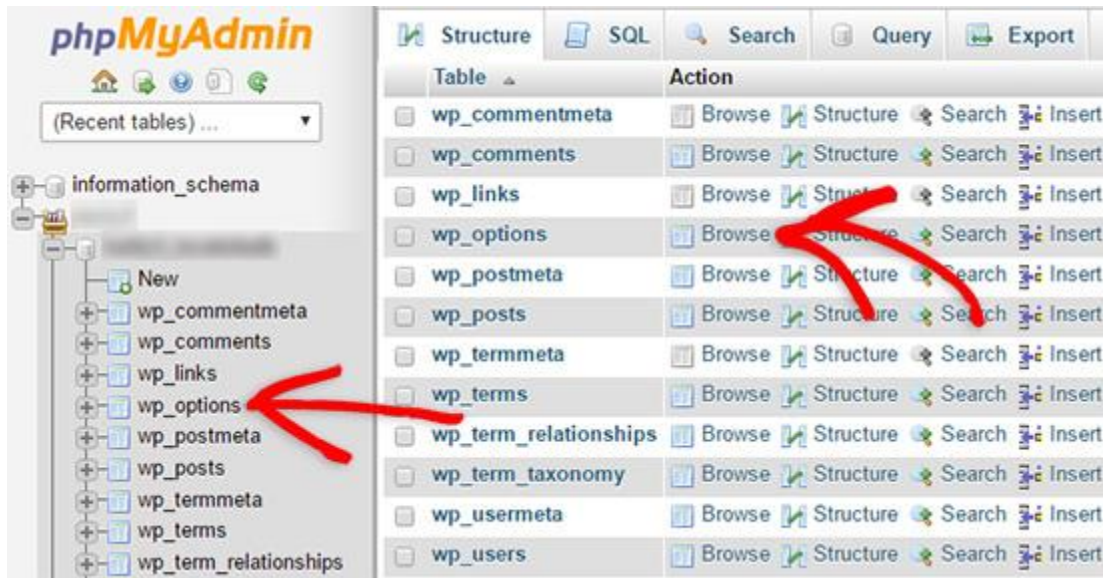 phpMyAdmin
(Recent tables) ...
information_schema
New
wp_commentmeta
wp_comments
wp_links
wp_options
wp_postmeta
wp_posts
wp_termmeta
wp_terms
wp_term_relationships
Structure SQL Search Query Export
Table Action
wp_commentmeta Browse Structure Search Insert
wp_comments Browse Structure Search Insert
wp_links Browse Structure Search Insert
wp_options Browse Structure Search Insert
wp_postmeta Browse Structure Search Insert
wp_posts Browse Structure Search Insert
wp_termmeta Browse Structure Search Insert
wp_terms Browse Structure Search Insert
wp_term_relationships Browse Structure Search Insert
wp_term_taxonomy Browse Structure Search Insert
wp_usermeta Browse Structure Search Insert
wp_users Browse Structure Search Insert